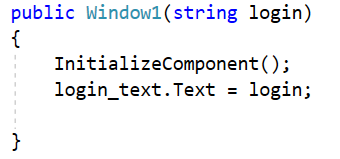 public Window1(string login)
{
InitializeComponent();
login_text.Text = login;
}